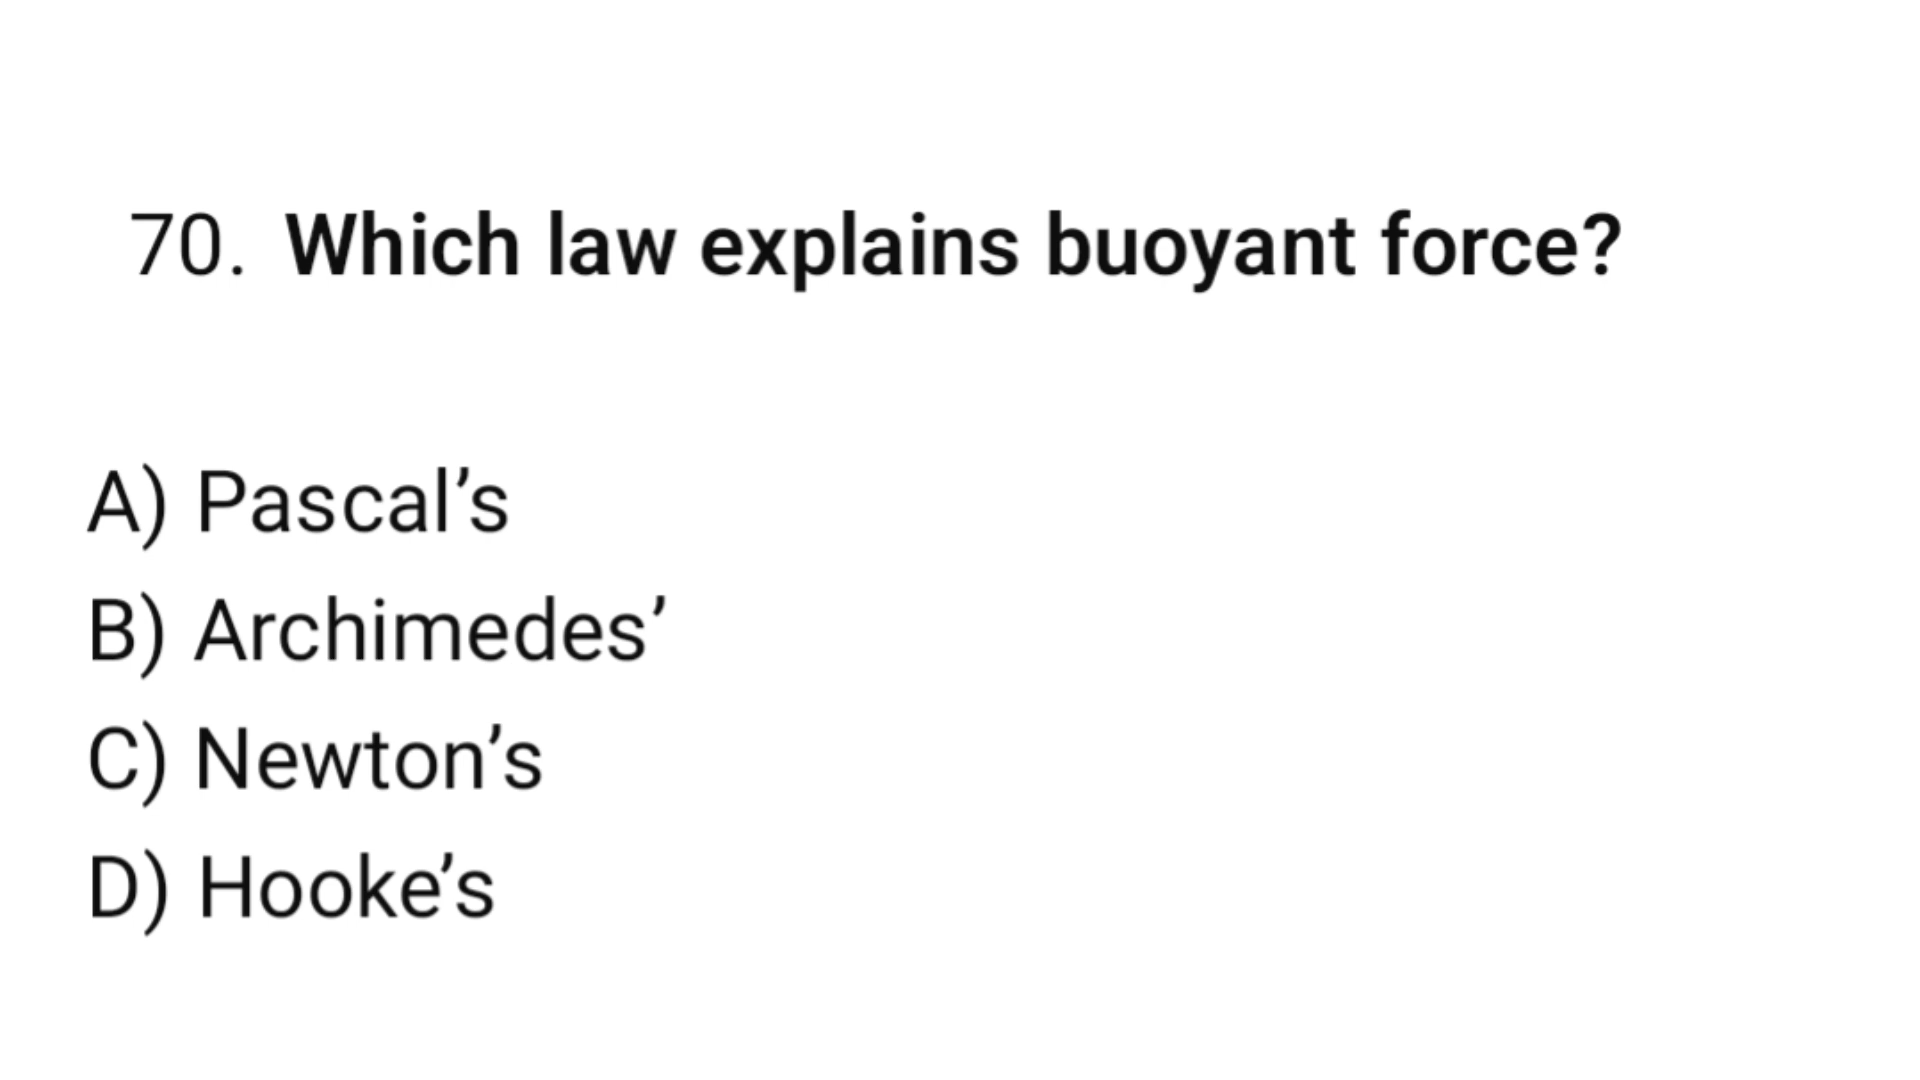 70. Which law explains buoyant force?
A) Pascal’s
B) Archimedes’
C) Newton’s
D) Hooke’s